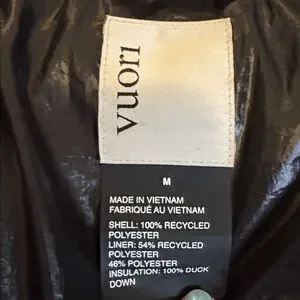 vuori
M
MADE IN VIETNAM
FABRIQUÉ AU VIETNAM
SHELL: 100% RECYCLED
POLYESTER
LINER: 54% RECYCLED
POLYESTER
46% POLYESTER
INSULATION: 100% DUCK
DOWN